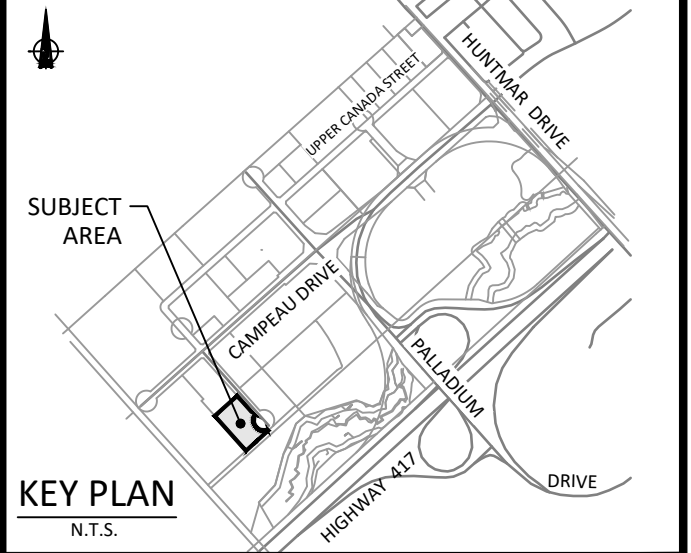 HUNTMAR DRIVE
UPPER CANADA STREET
SUBJECT
AREA
CAMPEAU DRIVE
PALLADIUM
DRIVE
HIGHWAY 417
KEY PLAN
N.T.S.